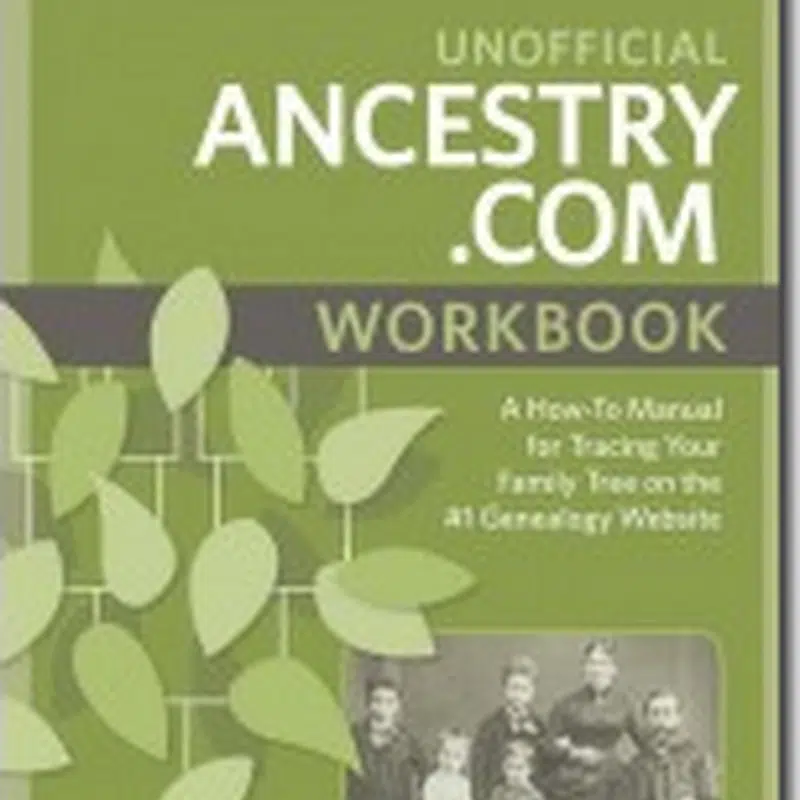 UNOFFICIAL
ANCESTRY
.COM
WORKBOOK
A How-To Manual
for Tracing Your
Family Tree on the
#1 Genealogy Website